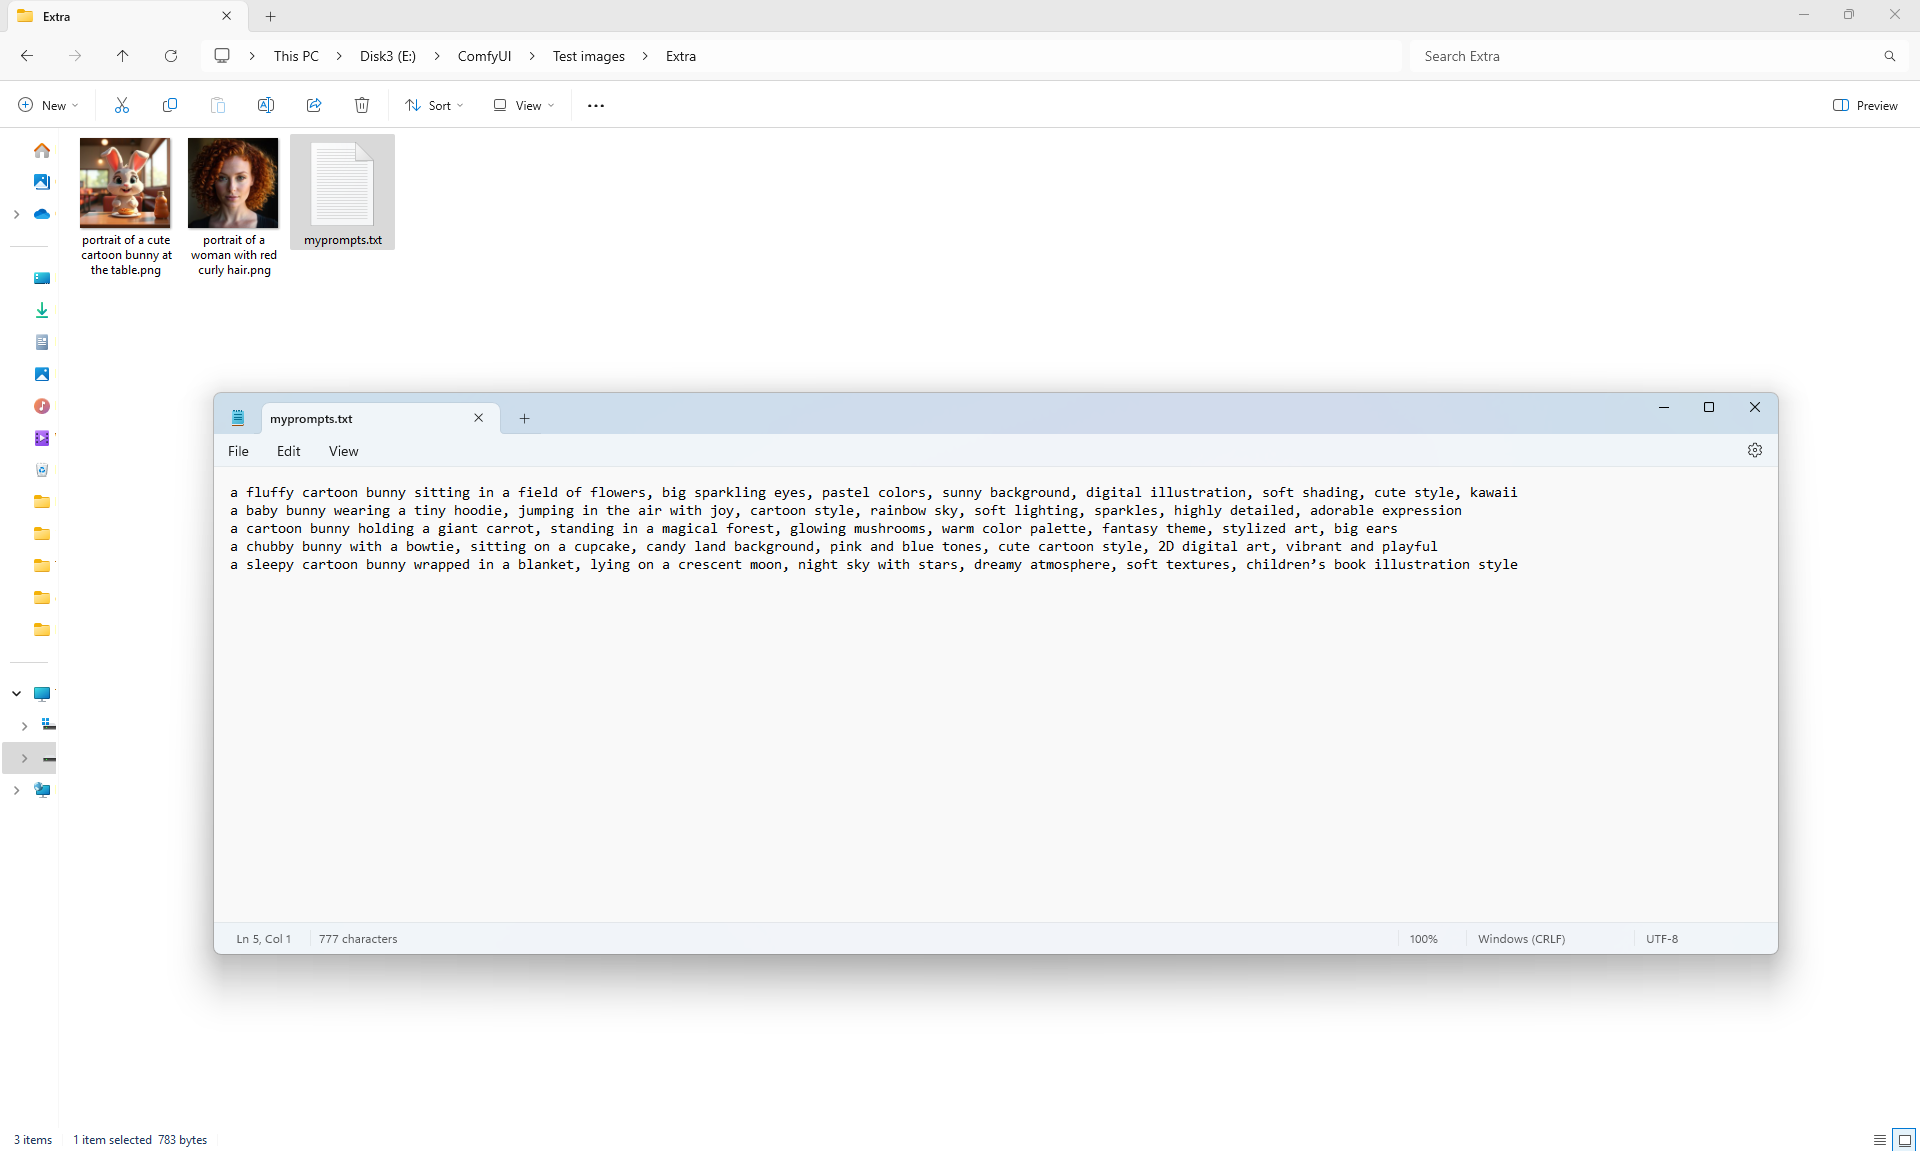 Extra
This PC > Disk3 (E:) > ComfyUI > Test images > Extra
Search Extra
New
Sort
View
Preview
portrait of a cute cartoon bunny at the table.png
portrait of a woman with red curly hair.png
myprompts.txt
myprompts.txt
File Edit View
a fluffy cartoon bunny sitting in a field of flowers, big sparkling eyes, pastel colors, sunny background, digital illustration, soft shading, cute style, kawaii
a baby bunny wearing a tiny hoodie, jumping in the air with joy, cartoon style, rainbow sky, soft lighting, sparkles, highly detailed, adorable expression
a cartoon bunny holding a giant carrot, standing in a magical forest, glowing mushrooms, warm color palette, fantasy theme, stylized art, big ears
a chubby bunny with a bowtie, sitting on a cupcake, candy land background, pink and blue tones, cute cartoon style, 2D digital art, vibrant and playful
a sleepy cartoon bunny wrapped in a blanket, lying on a crescent moon, night sky with stars, dreamy atmosphere, soft textures, children’s book illustration style
Ln 5, Col 1 777 characters 100% Windows (CRLF) UTF-8
3 items 1 item selected 783 bytes